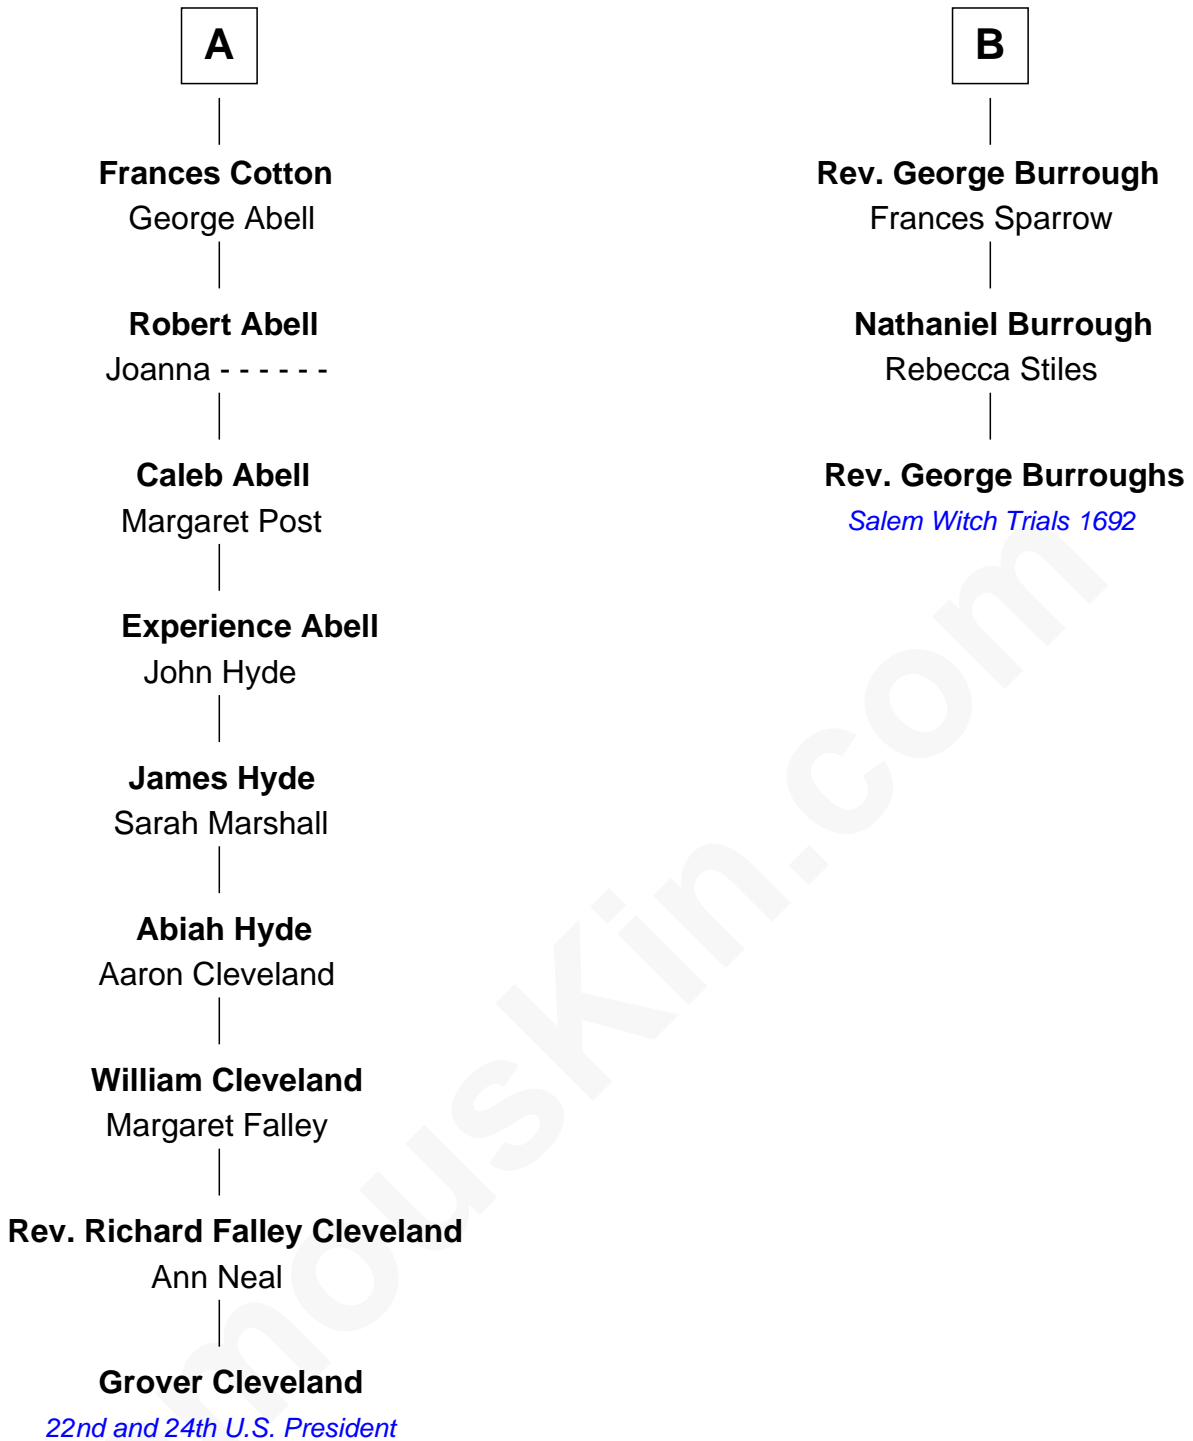 A
Frances Cotton
George Abell
Robert Abell
Joanna - - - - - -
Caleb Abell
Margaret Post
Experience Abell
John Hyde
James Hyde
Sarah Marshall
Abiah Hyde
Aaron Cleveland
William Cleveland
Margaret Falley
Rev. Richard Falley Cleveland
Ann Neal
Grover Cleveland
22nd and 24th U.S. President
B
Rev. George Burrough
Frances Sparrow
Nathaniel Burrough
Rebecca Stiles
Rev. George Burroughs
Salem Witch Trials 1692
mousKin.com